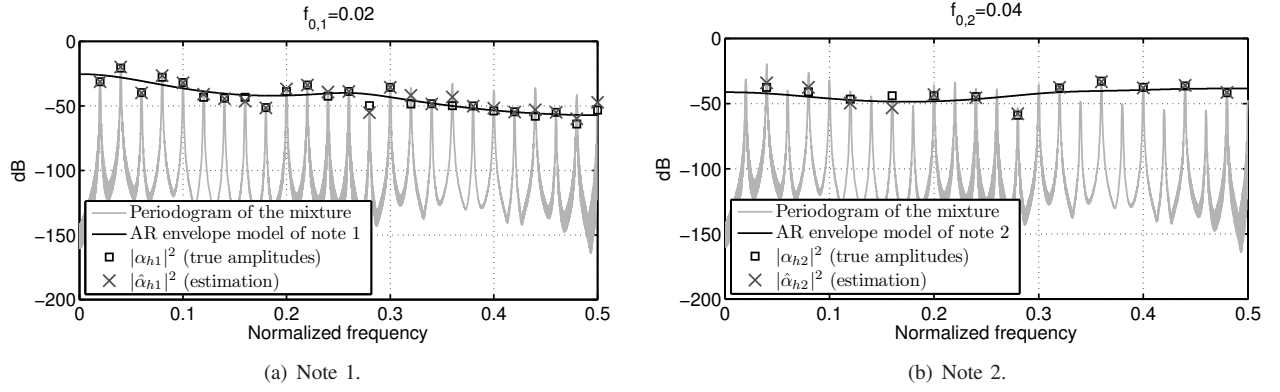 f0,1=0.02
0
−50
−100
−150
−200
dB
Periodogram of the mixture
AR envelope model of note 1
|αh1|² (true amplitudes)
|α̂h1|² (estimation)
0
0.1
0.2
0.3
0.4
0.5
Normalized frequency
(a) Note 1.
f0,2=0.04
0
−50
−100
−150
−200
dB
Periodogram of the mixture
AR envelope model of note 2
|αh2|² (true amplitudes)
|α̂h2|² (estimation)
0
0.1
0.2
0.3
0.4
0.5
Normalized frequency
(b) Note 2.